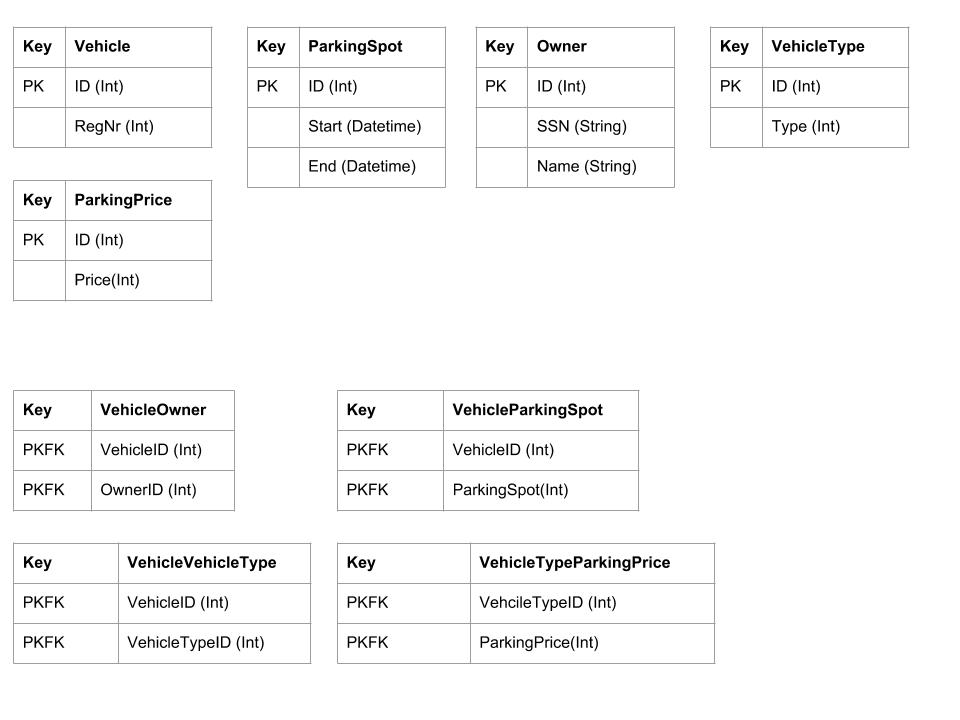 Key Vehicle
PK ID (Int)
RegNr (Int)
Key ParkingSpot
PK ID (Int)
Start (Datetime)
End (Datetime)
Key Owner
PK ID (Int)
SSN (String)
Name (String)
Key VehicleType
PK ID (Int)
Type (Int)
Key ParkingPrice
PK ID (Int)
Price(Int)
Key VehicleOwner
PKFK VehicleID (Int)
PKFK OwnerID (Int)
Key VehicleParkingSpot
PKFK VehicleID (Int)
PKFK ParkingSpot(Int)
Key VehicleVehicleType
PKFK VehicleID (Int)
PKFK VehicleTypeID (Int)
Key VehicleTypeParkingPrice
PKFK VehcileTypeID (Int)
PKFK ParkingPrice(Int)